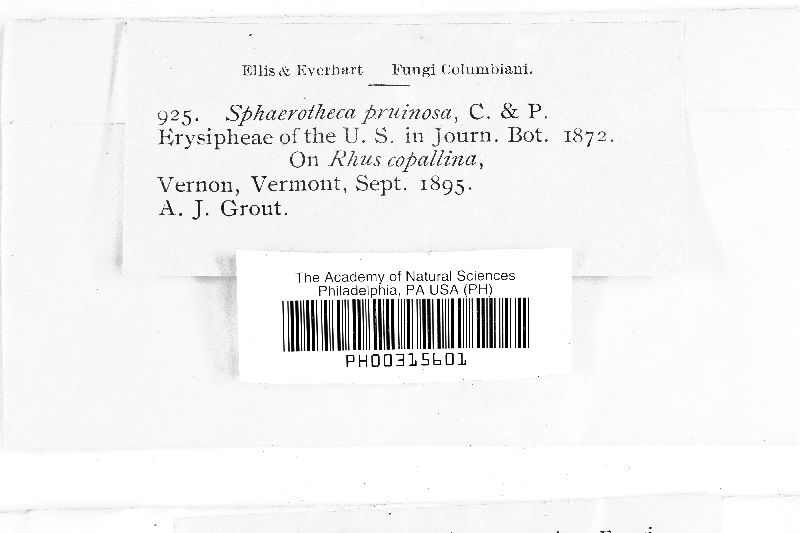 Ellis & Everhart Fungi Columbiani.
925. Sphaerotheca pruinosa, C. & P.
Erysipheae of the U. S. in Journ. Bot. 1872.
On Rhus copallina,
Vernon, Vermont, Sept. 1895.
A. J. Grout.
The Academy of Natural Sciences
Philadelphia, PA USA (PH)
PH00315601